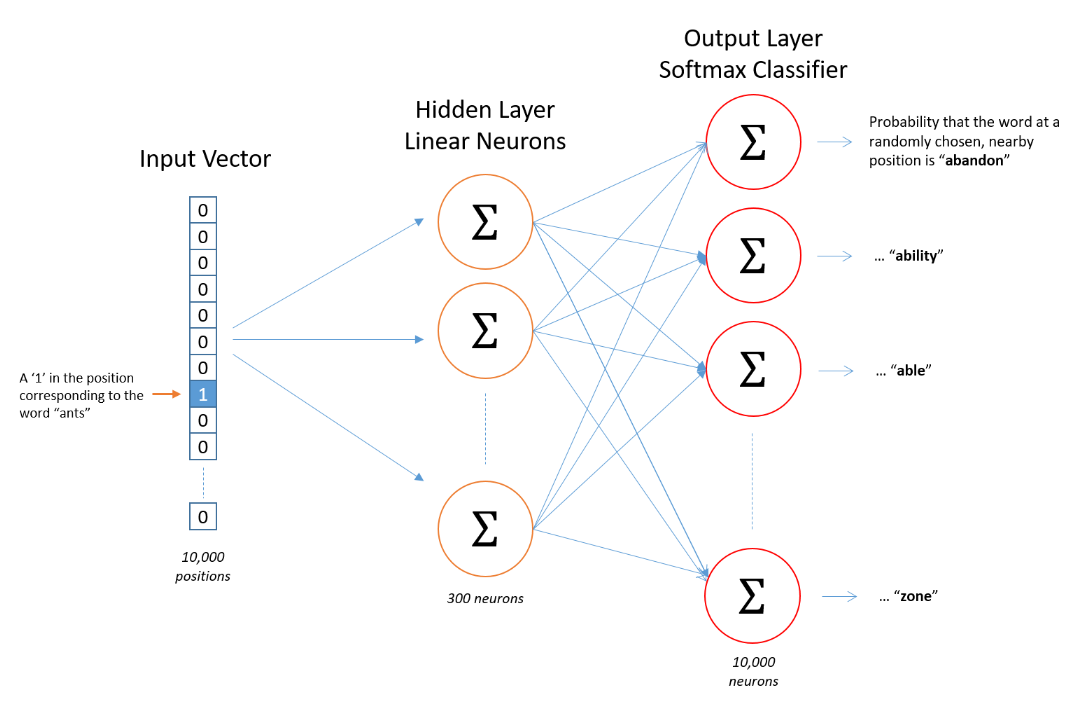 Output Layer
Softmax Classifier
Hidden Layer
Linear Neurons
Input Vector
0
0
0
0
0
0
0
1
0
0
0
A ‘1’ in the position
corresponding to the
word “ants”
10,000
positions
Σ
Σ
Σ
300 neurons
Σ
Σ
Σ
Σ
10,000
neurons
Probability that the word at a
randomly chosen, nearby
position is “abandon”
... “ability”
... “able”
... “zone”